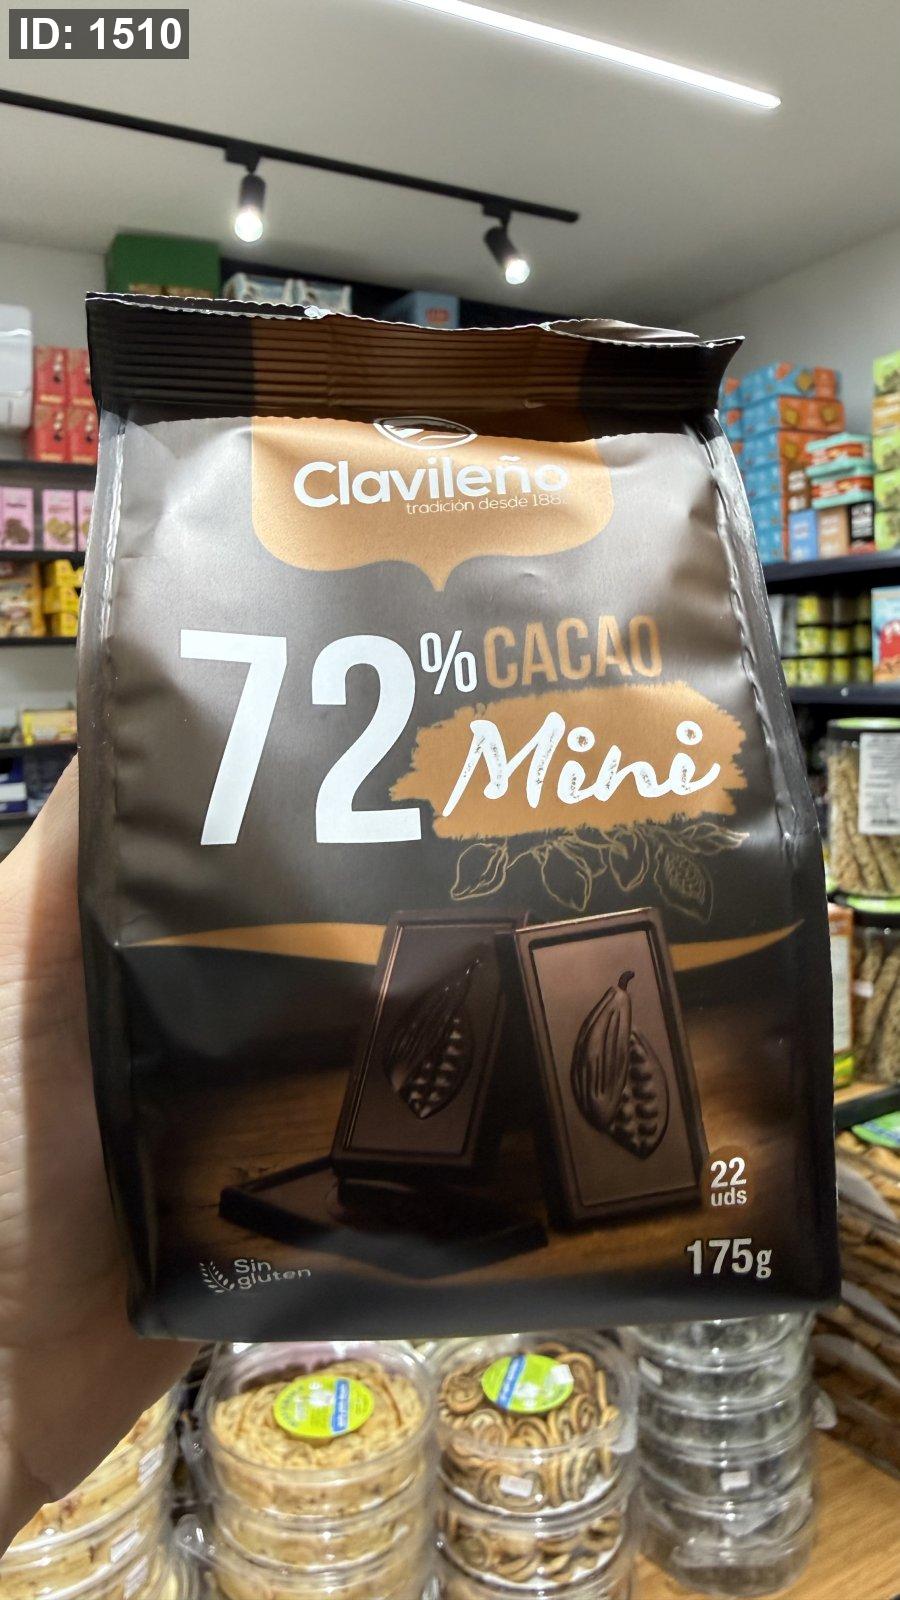 ID: 1510
Clavileño
tradición desde 188
72% CACAO
Mini
22
uds
175g
Sin
gluten